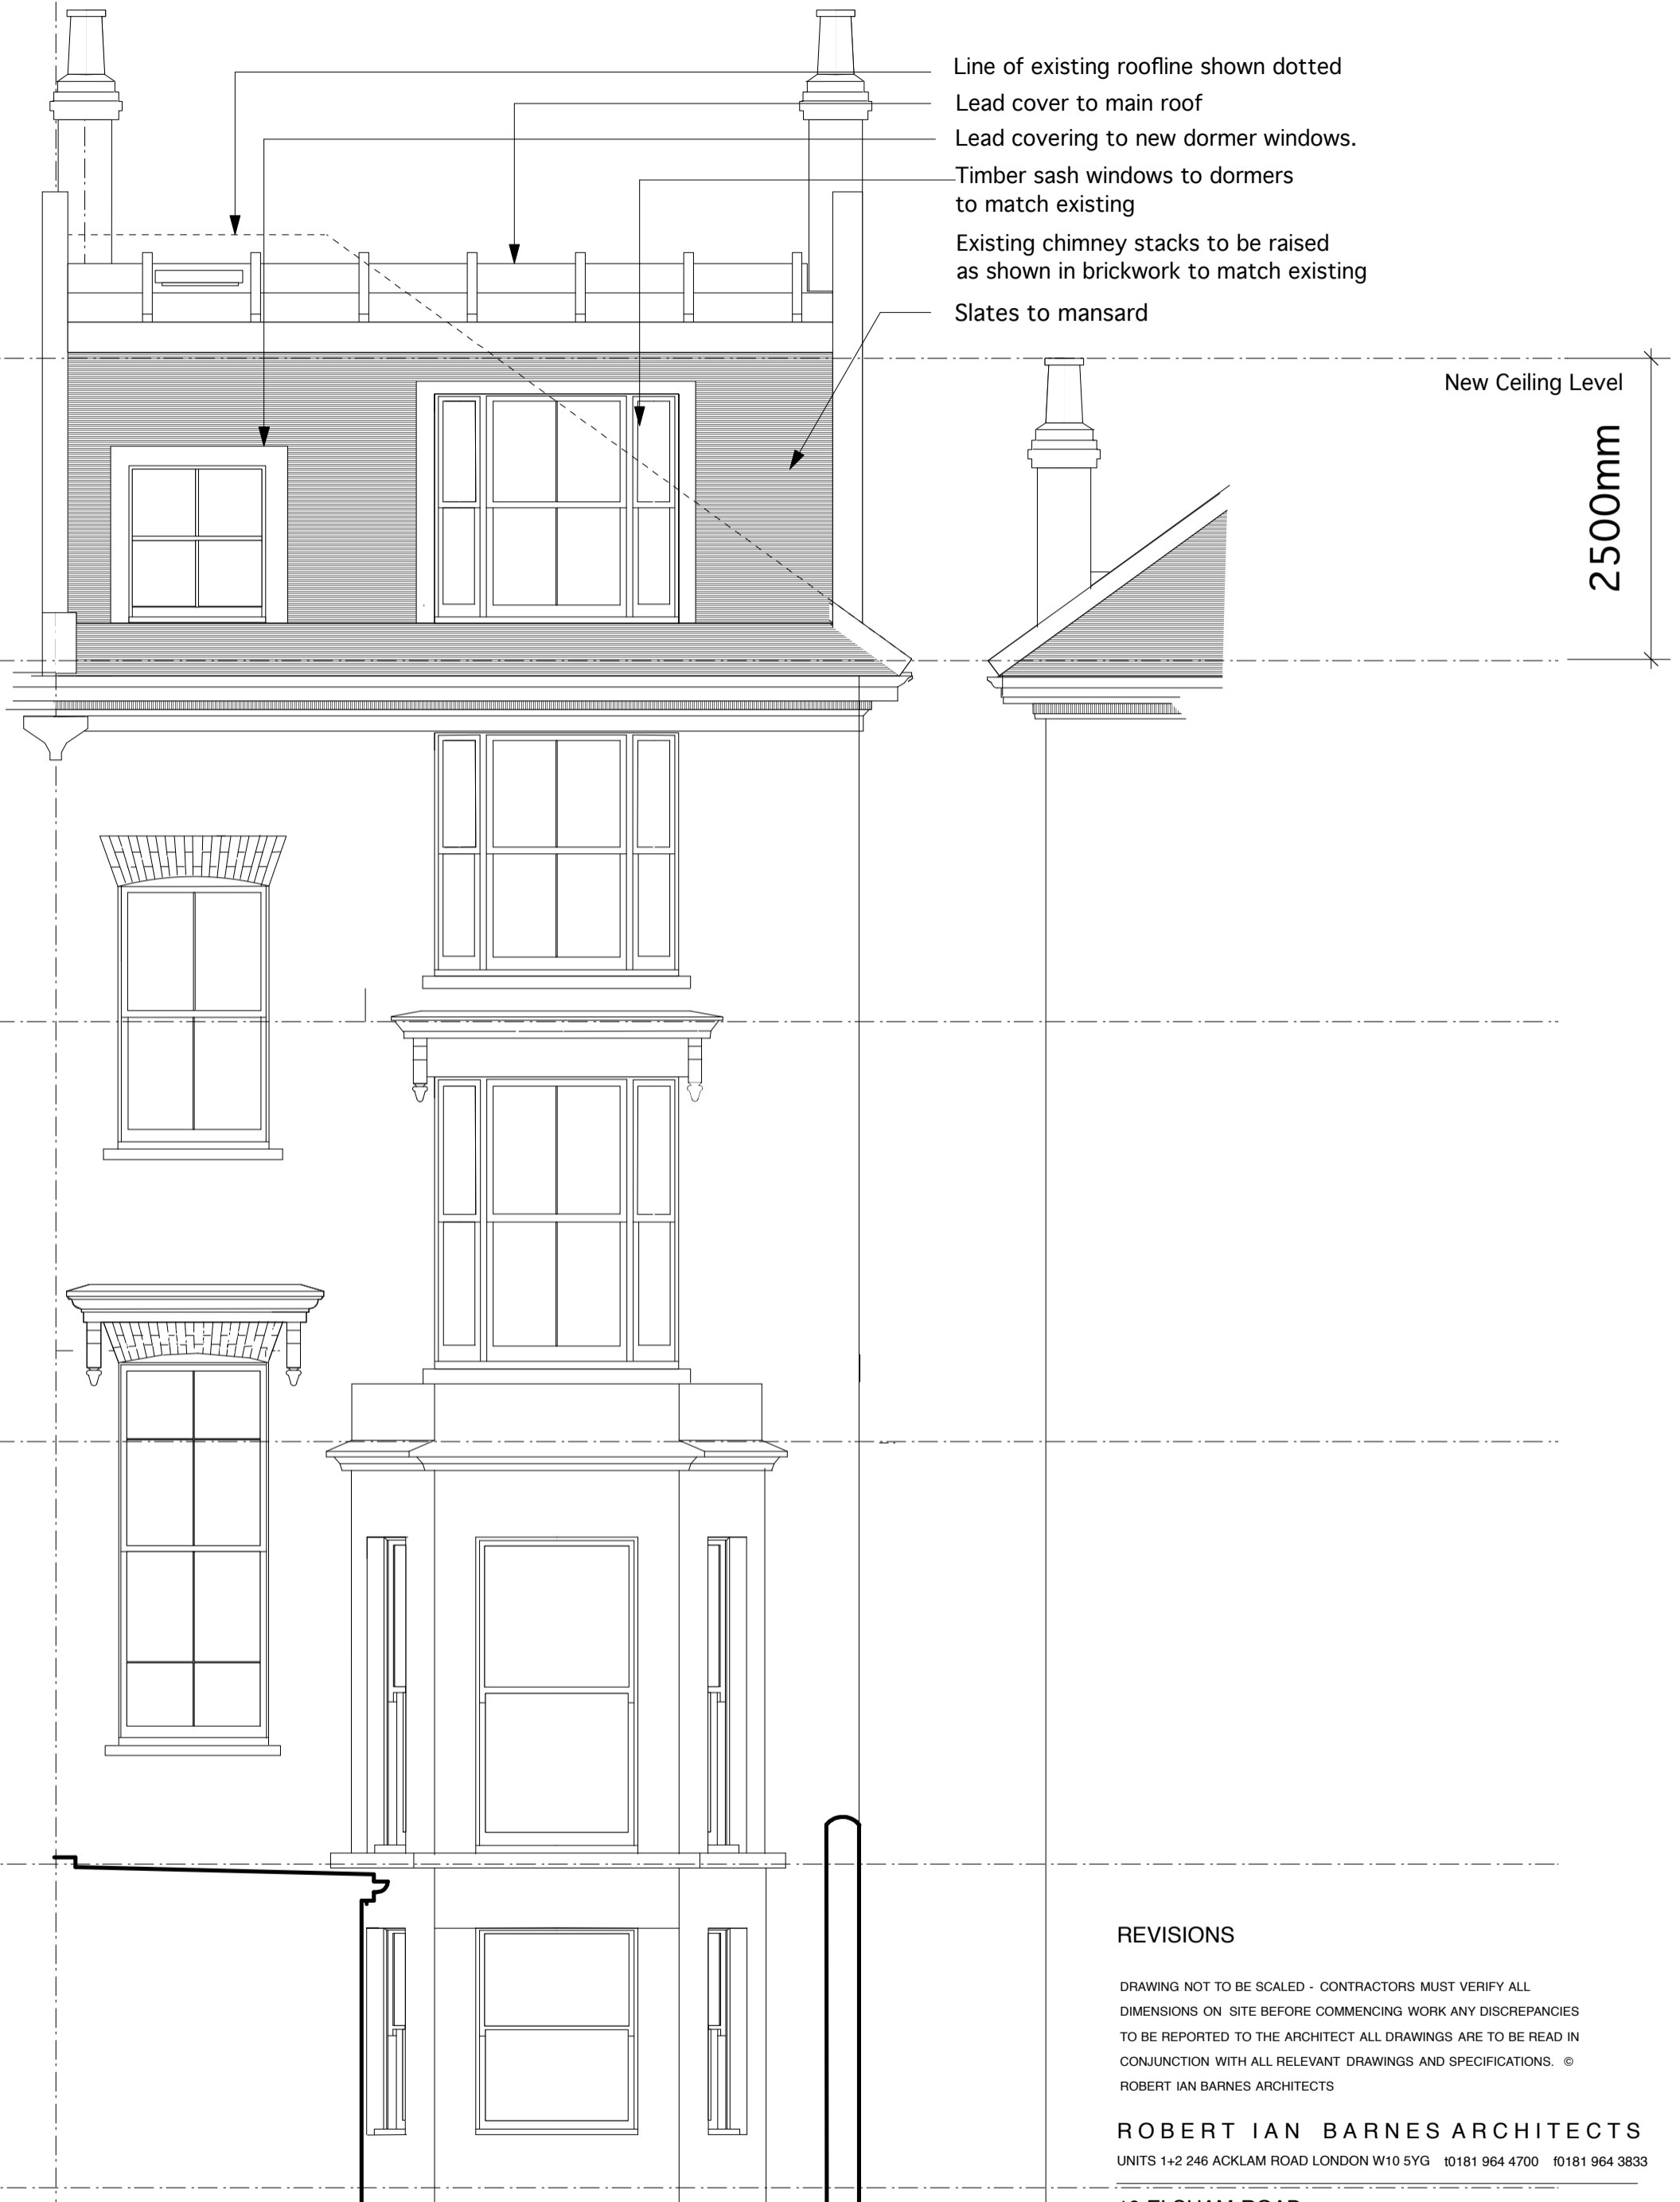 Line of existing roofline shown dotted
Lead cover to main roof
Lead covering to new dormer windows.
Timber sash windows to dormers
to match existing
Existing chimney stacks to be raised
as shown in brickwork to match existing
Slates to mansard
New Ceiling Level
2500mm
REVISIONS
DRAWING NOT TO BE SCALED - CONTRACTORS MUST VERIFY ALL
DIMENSIONS ON SITE BEFORE COMMENCING WORK ANY DISCREPANCIES
TO BE REPORTED TO THE ARCHITECT ALL DRAWINGS ARE TO BE READ IN
CONJUNCTION WITH ALL RELEVANT DRAWINGS AND SPECIFICATIONS. ©
ROBERT IAN BARNES ARCHITECTS
ROBERT IAN BARNES ARCHITECTS
UNITS 1+2 246 ACKLAM ROAD LONDON W10 5YG t0181 964 4700 f0181 964 3833
ROAD